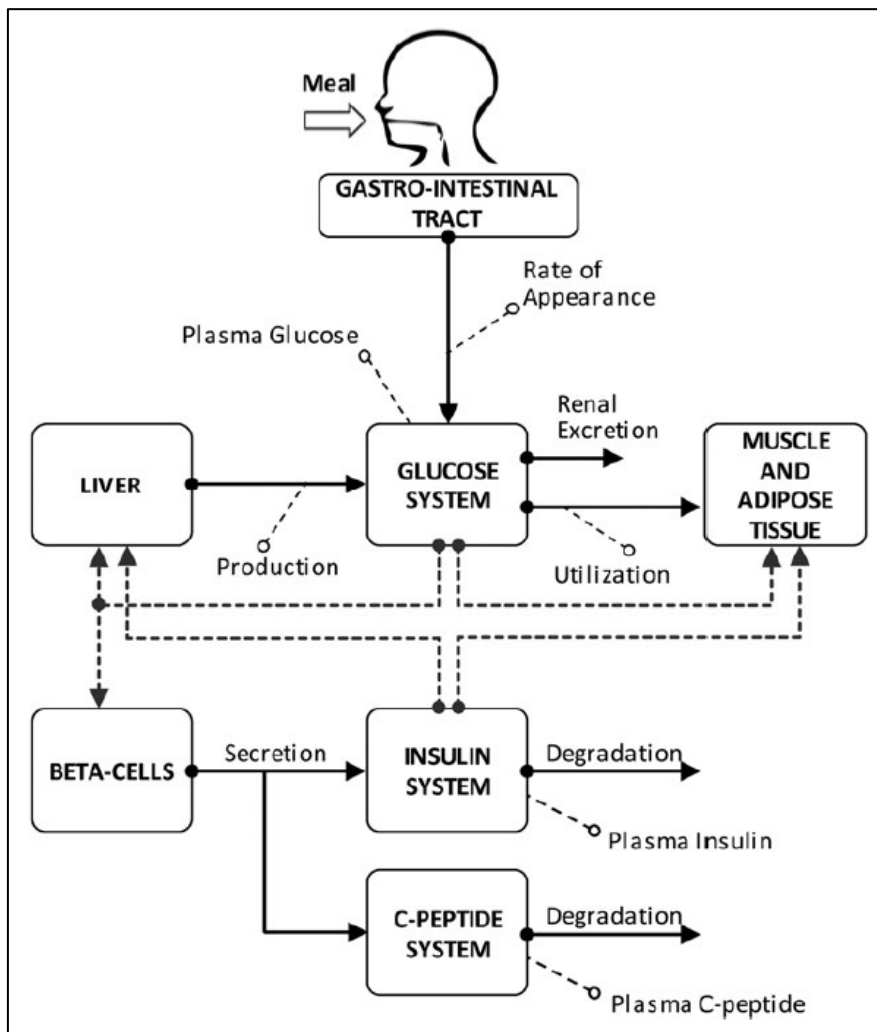 Meal
GASTRO-INTESTINAL
TRACT
Rate of
Appearance
Plasma Glucose
Renal
Excretion
LIVER
GLUCOSE
SYSTEM
MUSCLE
AND
ADIPOSE
TISSUE
Production
Utilization
BETA-CELLS
Secretion
INSULIN
SYSTEM
Degradation
Plasma Insulin
C-PEPTIDE
SYSTEM
Degradation
Plasma C-peptide